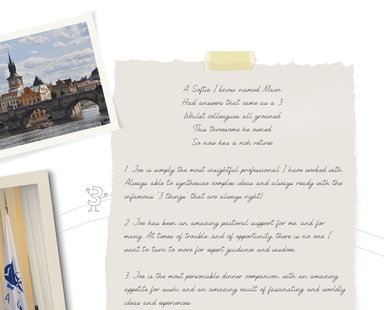 A Softie I know named Macn
Had answers that came as a 3
Whilst colleagues all groaned
This threesome he owned
So now he's a rich retiree
1. Joe is simply the most insightful professional I have worked with.
Always able to synthesize complex ideas and always ready with the
infamous "3 things" that are always right!
2. Joe has been an amazing pastoral support for me and for
many. At times of trouble, and of opportunity, there is no one I
want to turn to more for expert guidance and wisdom.
3. Joe is the most personable dinner companion, with an amazing
appetite for sushi, and an amazing vault of fascinating and worldly
ideas and experiences.